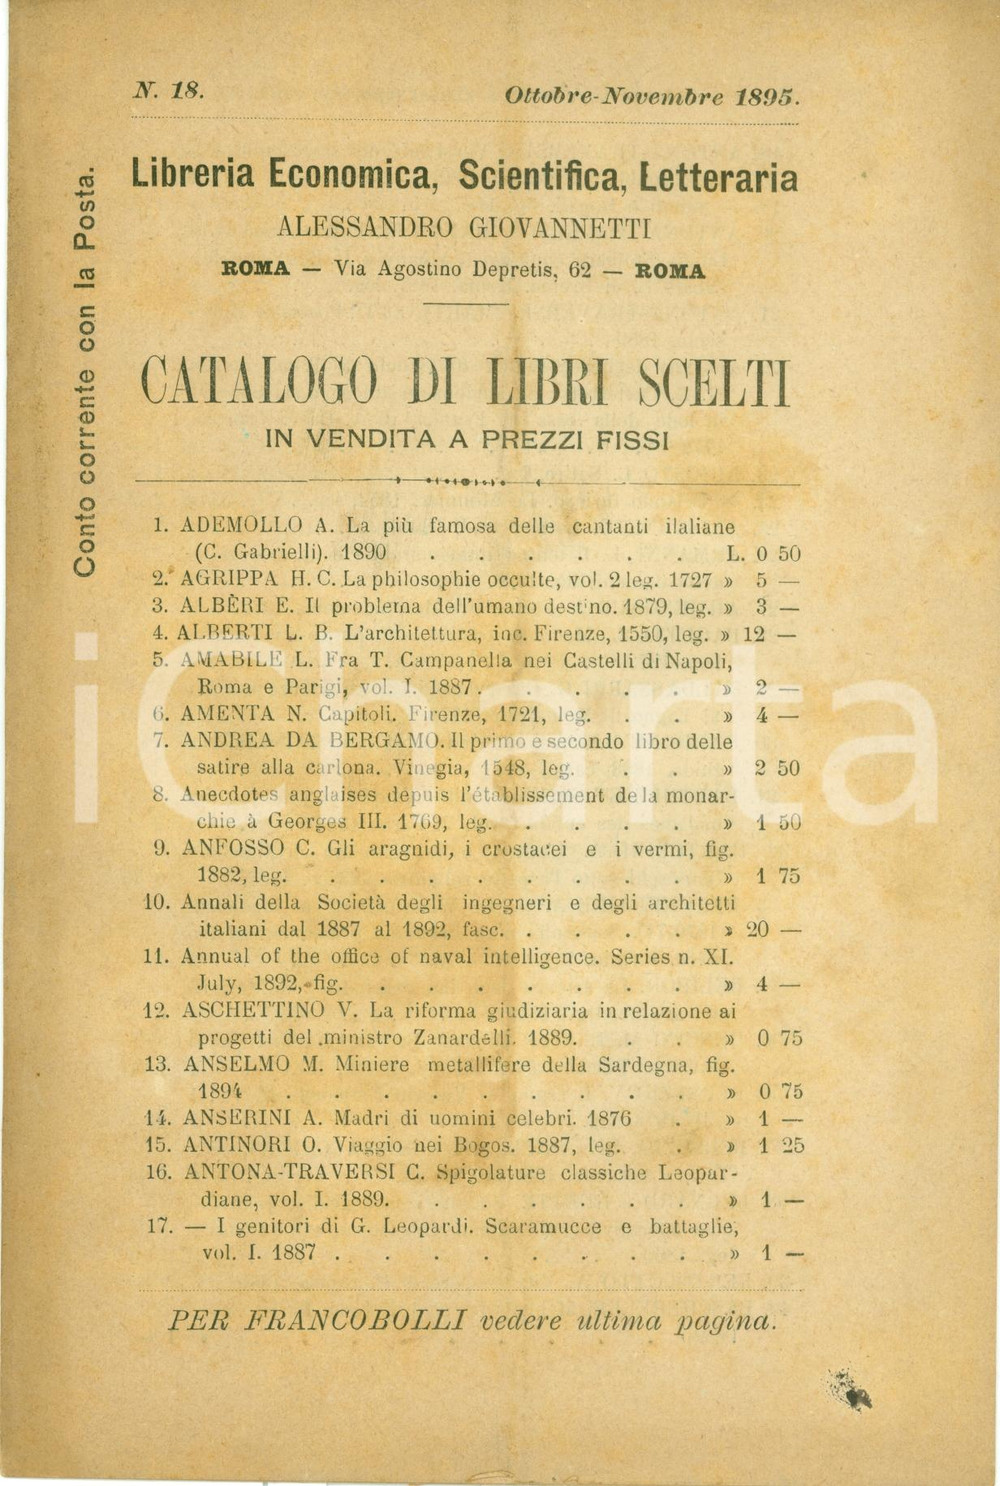 N. 18.
Ottobre-Novembre 1895.
Conto corrente con la Posta.
Libreria Economica, Scientifica, Letteraria
ALESSANDRO GIOVANNETTI
ROMA — Via Agostino Depretis, 62 — ROMA
CATALOGO DI LIBRI SCELTI
IN VENDITA A PREZZI FISSI
1. ADEMOLLO A. La più famosa delle cantanti italiane
(C. Gabrielli). 1890 . . . . . . L. 0 50
2. AGRIPPA H. C. La philosophie occulte, vol. 2 leg. 1727 » 5 —
3. ALBÈRI E. Il problema dell'umano destino. 1879, leg. » 3 —
4. ALBERTI L. B. L'architettura, inc. Firenze, 1550, leg. » 12 —
5. AMABILE L. Fra T. Campanella nei Castelli di Napoli,
Roma e Parigi, vol. I. 1887 . . . . . » 2 —
6. AMENTA N. Capitoli. Firenze, 1721, leg. . . » 4 —
7. ANDREA DA BERGAMO. Il primo e secondo libro delle
satire alla carlona. Vinegia, 1548, leg. . . » 2 50
8. Anecdotes anglaises depuis l'établissement de la monar-
chie à Georges III. 1769, leg. . . . . » 1 50
9. ANFOSSO C. Gli aragnidi, i crostacei e i vermi, fig.
1882, leg. . . . . . . . . » 1 75
10. Annali della Società degli ingegneri e degli architetti
italiani dal 1887 al 1892, fasc. . . . . » 20 —
11. Annual of the office of naval intelligence. Series n. XI.
July, 1892, fig. . . . . . . . » 4 —
12. ASCHETTINO V. La riforma giudiziaria in relazione ai
progetti del ministro Zanardelli. 1889. . . » 0 75
13. ANSELMO M. Miniere metallifere della Sardegna, fig.
1894 . . . . . . . . . » 0 75
14. ANSERINI A. Madri di uomini celebri. 1876 . » 1 —
15. ANTINORI O. Viaggio nei Bogos. 1887, leg. . » 1 25
16. ANTONA-TRAVERSI C. Spigolature classiche Leopar-
diane, vol. I. 1889. . . . . . . » 1 —
17. — I genitori di G. Leopardi. Scaramucce e battaglie,
vol. I. 1887 . . . . . . . . » 1 —
PER FRANCOBOLLI vedere ultima pagina.
iCharta